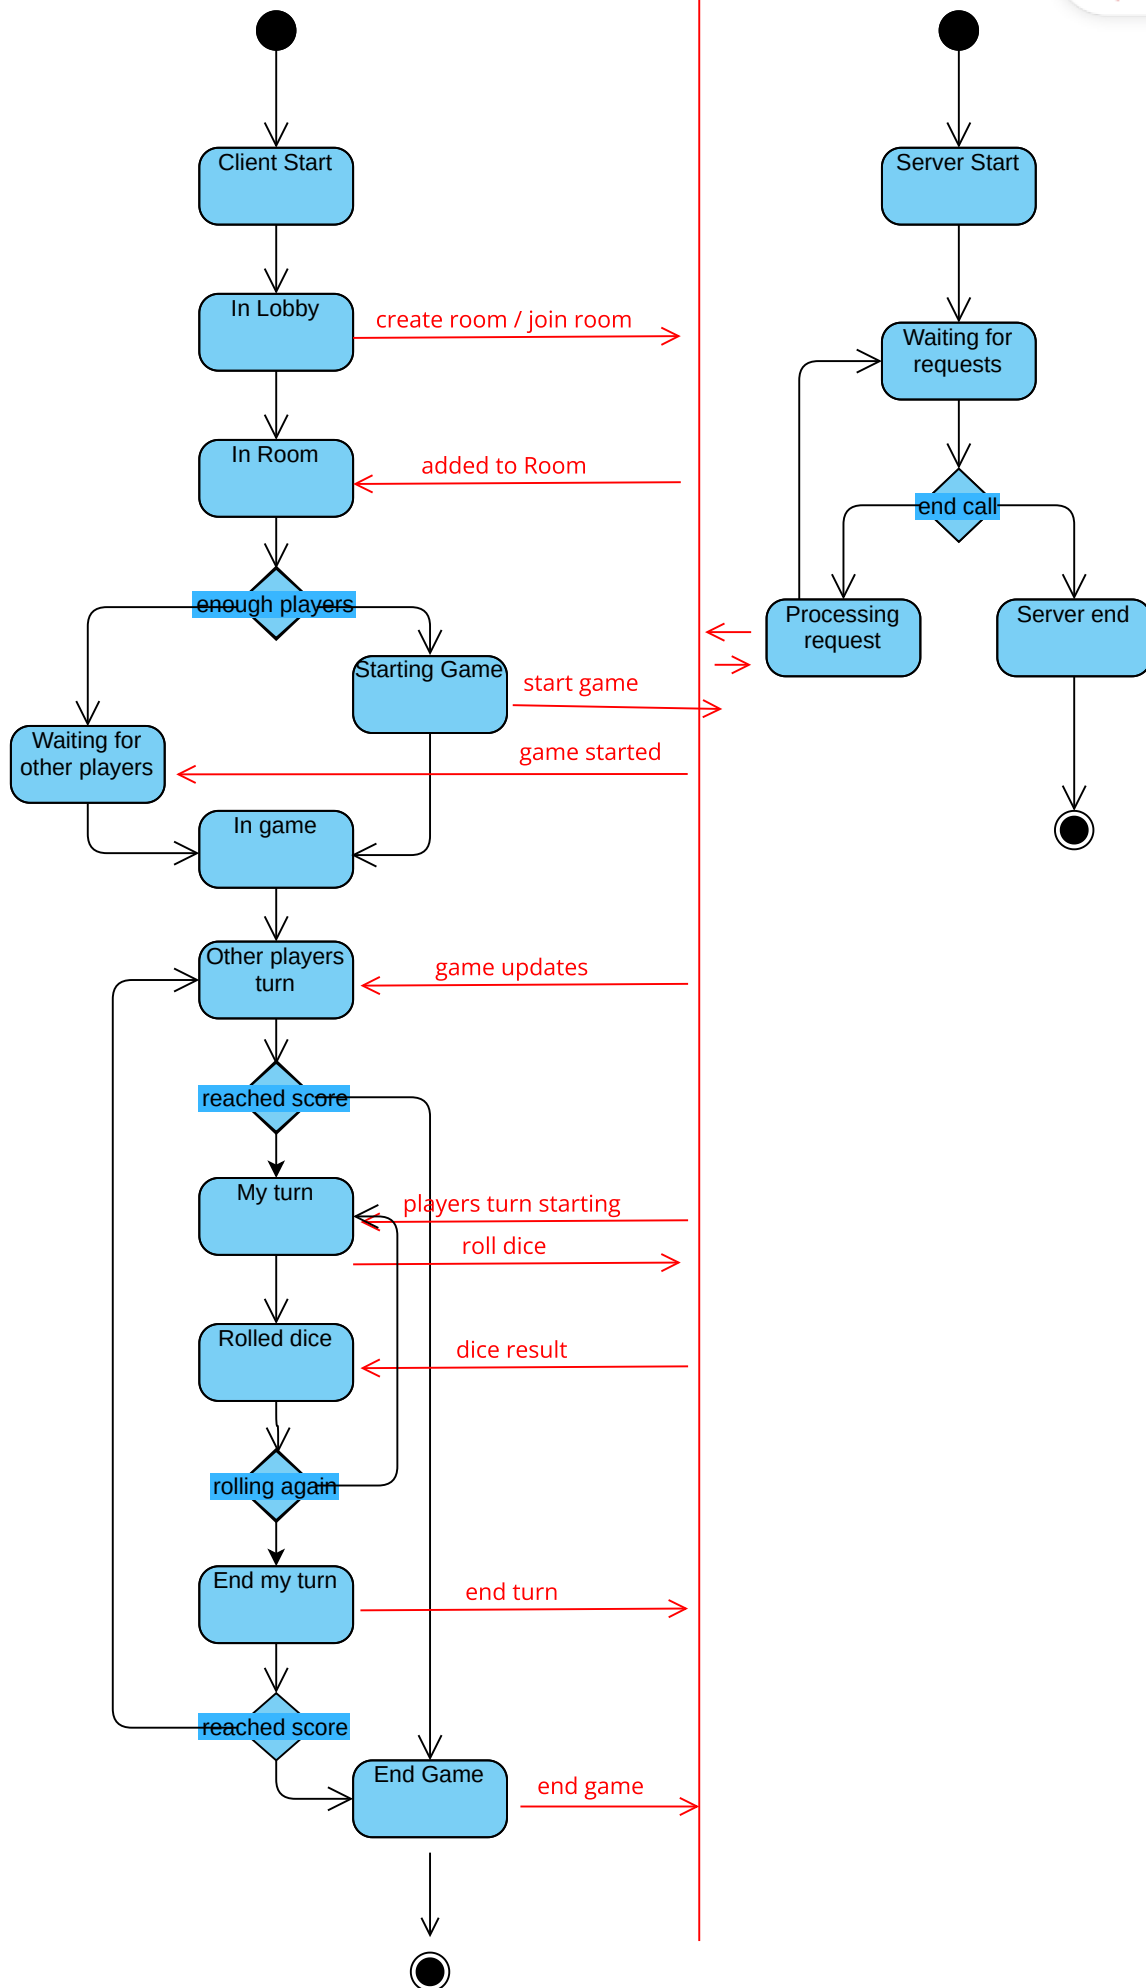 Client Start
Server Start
In Lobby
create room / join room
Waiting for
requests
In Room
added to Room
end call
enough players
Processing
request
Server end
Starting Game
start game
Waiting for
other players
game started
In game
Other players
turn
game updates
reached score
My turn
players turn starting
roll dice
Rolled dice
dice result
rolling again
End my turn
end turn
reached score
End Game
end game